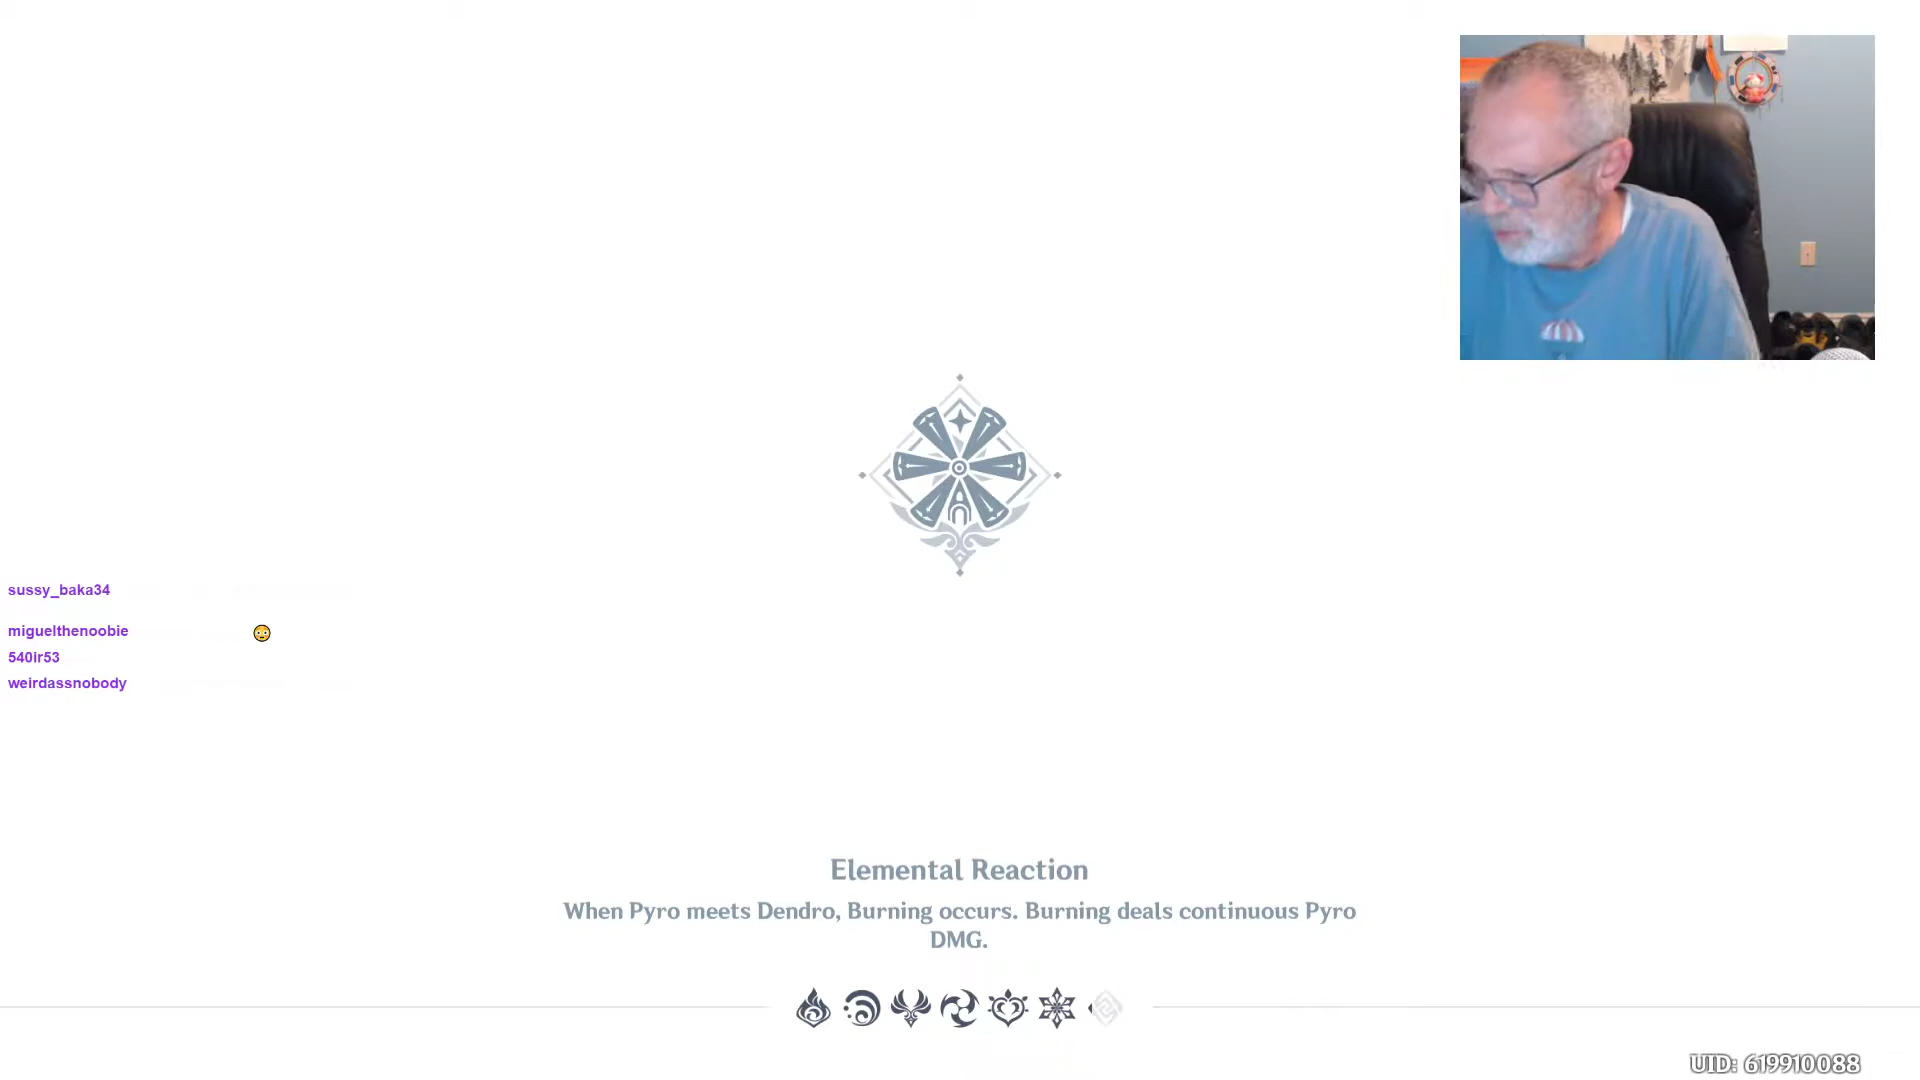 sussy_baka34
miguelthenoobie
540ir53
weirdassnobody
Elemental Reaction
When Pyro meets Dendro, Burning occurs. Burning deals continuous Pyro
DMG.
UID: 619910088